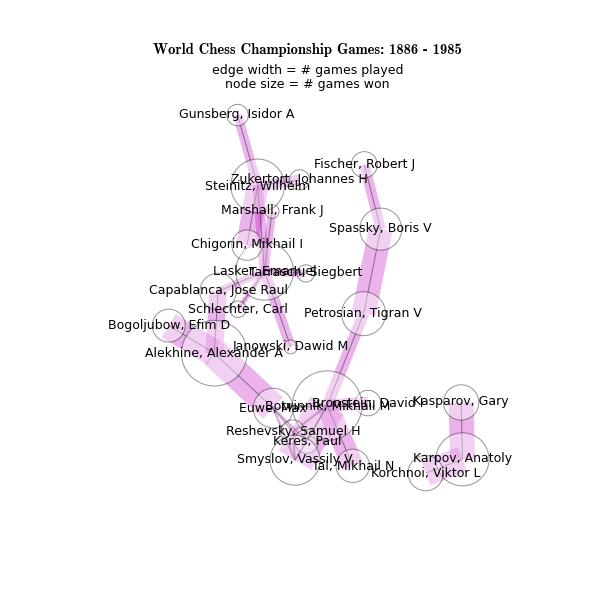 World Chess Championship Games: 1886 - 1985
edge width = # games played
node size = # games won
Gunsberg, Isidor A
Fischer, Robert J
Zukertort, Johannes H
Steinitz, Wilhelm
Marshall, Frank J
Spassky, Boris V
Chigorin, Mikhail I
Lasker, Emanuel
Tarrasch, Siegbert
Capablanca, Jose Raul
Schlechter, Carl
Petrosian, Tigran V
Bogoljubow, Efim D
Janowski, Dawid M
Alekhine, Alexander A
Kasparov, Gary
Bronstein, David I
Botvinnik, Mikhail M
Euwe, Max
Reshevsky, Samuel H
Keres, Paul
Smyslov, Vassily V
Karpov, Anatoly
Tal, Mikhail N
Korchnoi, Viktor L